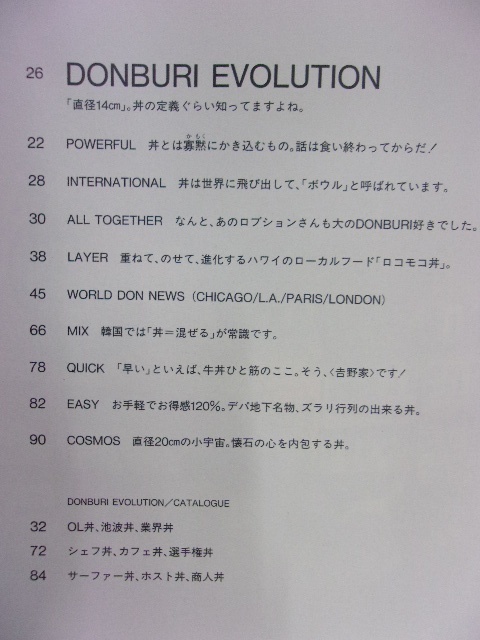 26 DONBURI EVOLUTION
「直径14cm」。丼の定義ぐらい知ってますよね。
かもく
22 POWERFUL 丼とは寡黙にかき込むもの。話は食い終わってからだ！
28 INTERNATIONAL 丼は世界に飛び出して、「ボウル」と呼ばれています。
30 ALL TOGETHER なんと、あのロブションさんも大のDONBURI好きでした。
38 LAYER 重ねて、のせて、進化するハワイのローカルフード「ロコモコ丼」。
45 WORLD DON NEWS（CHICAGO/L.A./PARIS/LONDON）
66 MIX 韓国では「丼＝混ぜる」が常識です。
78 QUICK 「早い」といえば、牛丼ひと筋のここ。そう、〈吉野家〉です！
82 EASY お手軽でお得感120%。デパ地下名物、ズラリ行列の出来る丼。
90 COSMOS 直径20cmの小宇宙。懐石の心を内包する丼。
DONBURI EVOLUTION／CATALOGUE
32 OL丼、池波丼、業界丼
72 シェフ丼、カフェ丼、選手権丼
84 サーファー丼、ホスト丼、商人丼